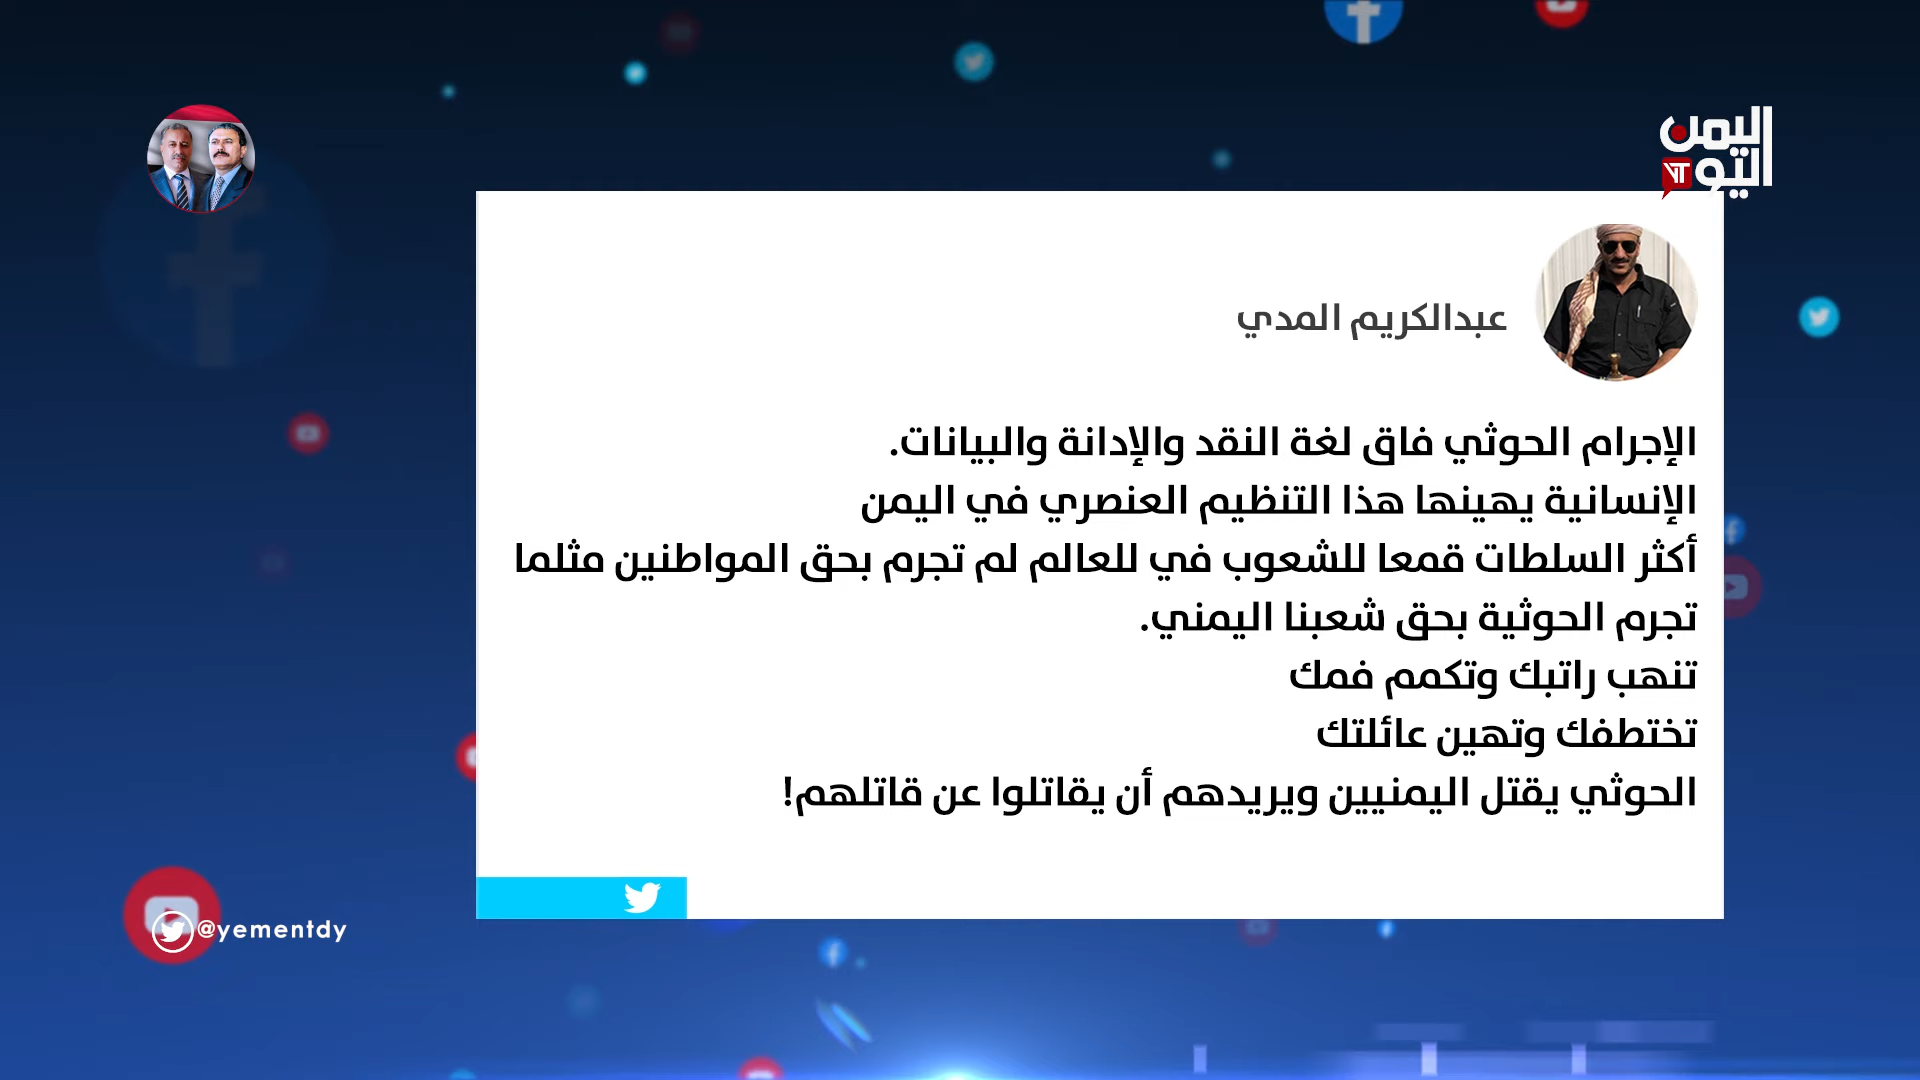 اليمن
اليوم
YT
عبدالكريم المدي
الإجرام الحوثي فاق لغة النقد والإدانة والبيانات.
الإنسانية يهينها هذا التنظيم العنصري في اليمن
أكثر السلطات قمعا للشعوب في للعالم لم تجرم بحق المواطنين مثلما
تجرم الحوثية بحق شعبنا اليمني.
تنهب راتبك وتكمم فمك
تختطفك وتهين عائلتك
الحوثي يقتل اليمنيين ويريدهم أن يقاتلوا عن قاتلهم!
@yementdy